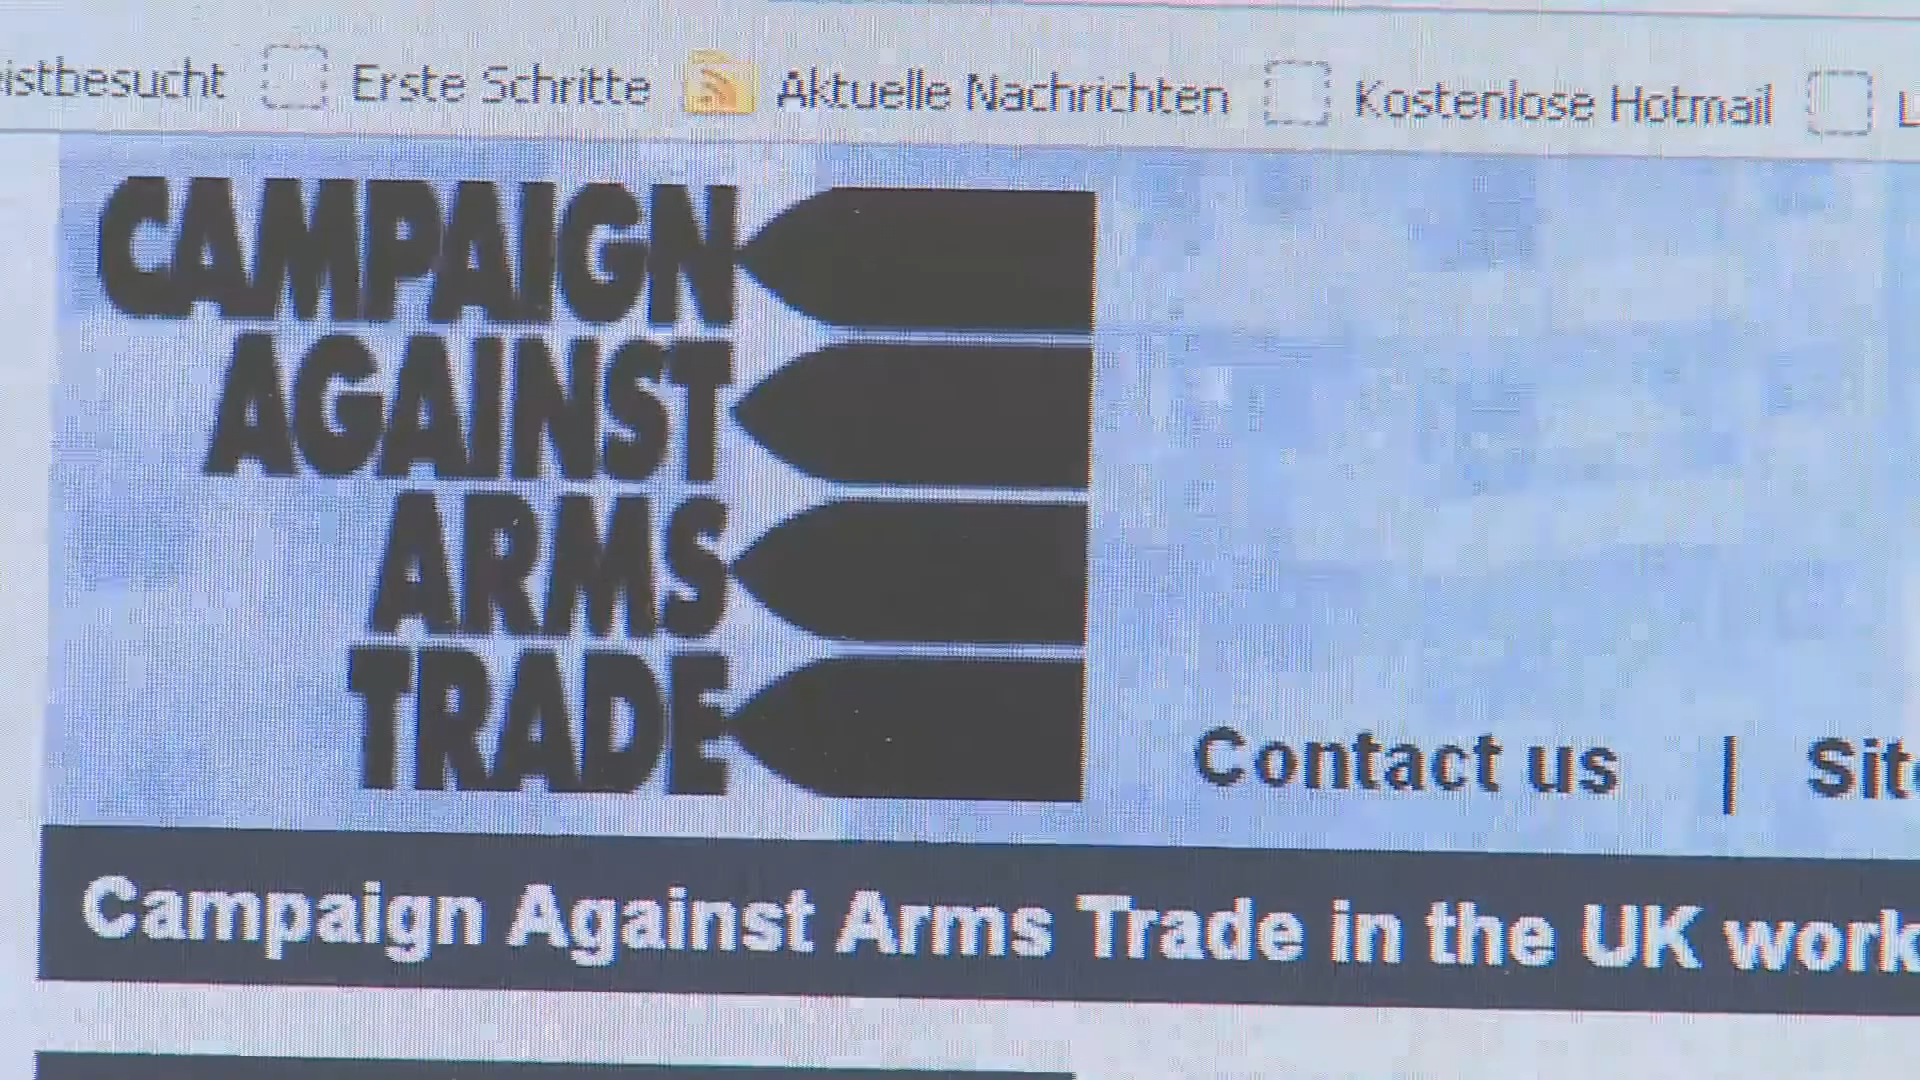 Erste Schritte Aktuelle Nachrichten Kostenlose Hotmail
CAMPAIGN
AGAINST
ARMS
TRADE
Contact us |
Campaign Against Arms Trade in the UK work